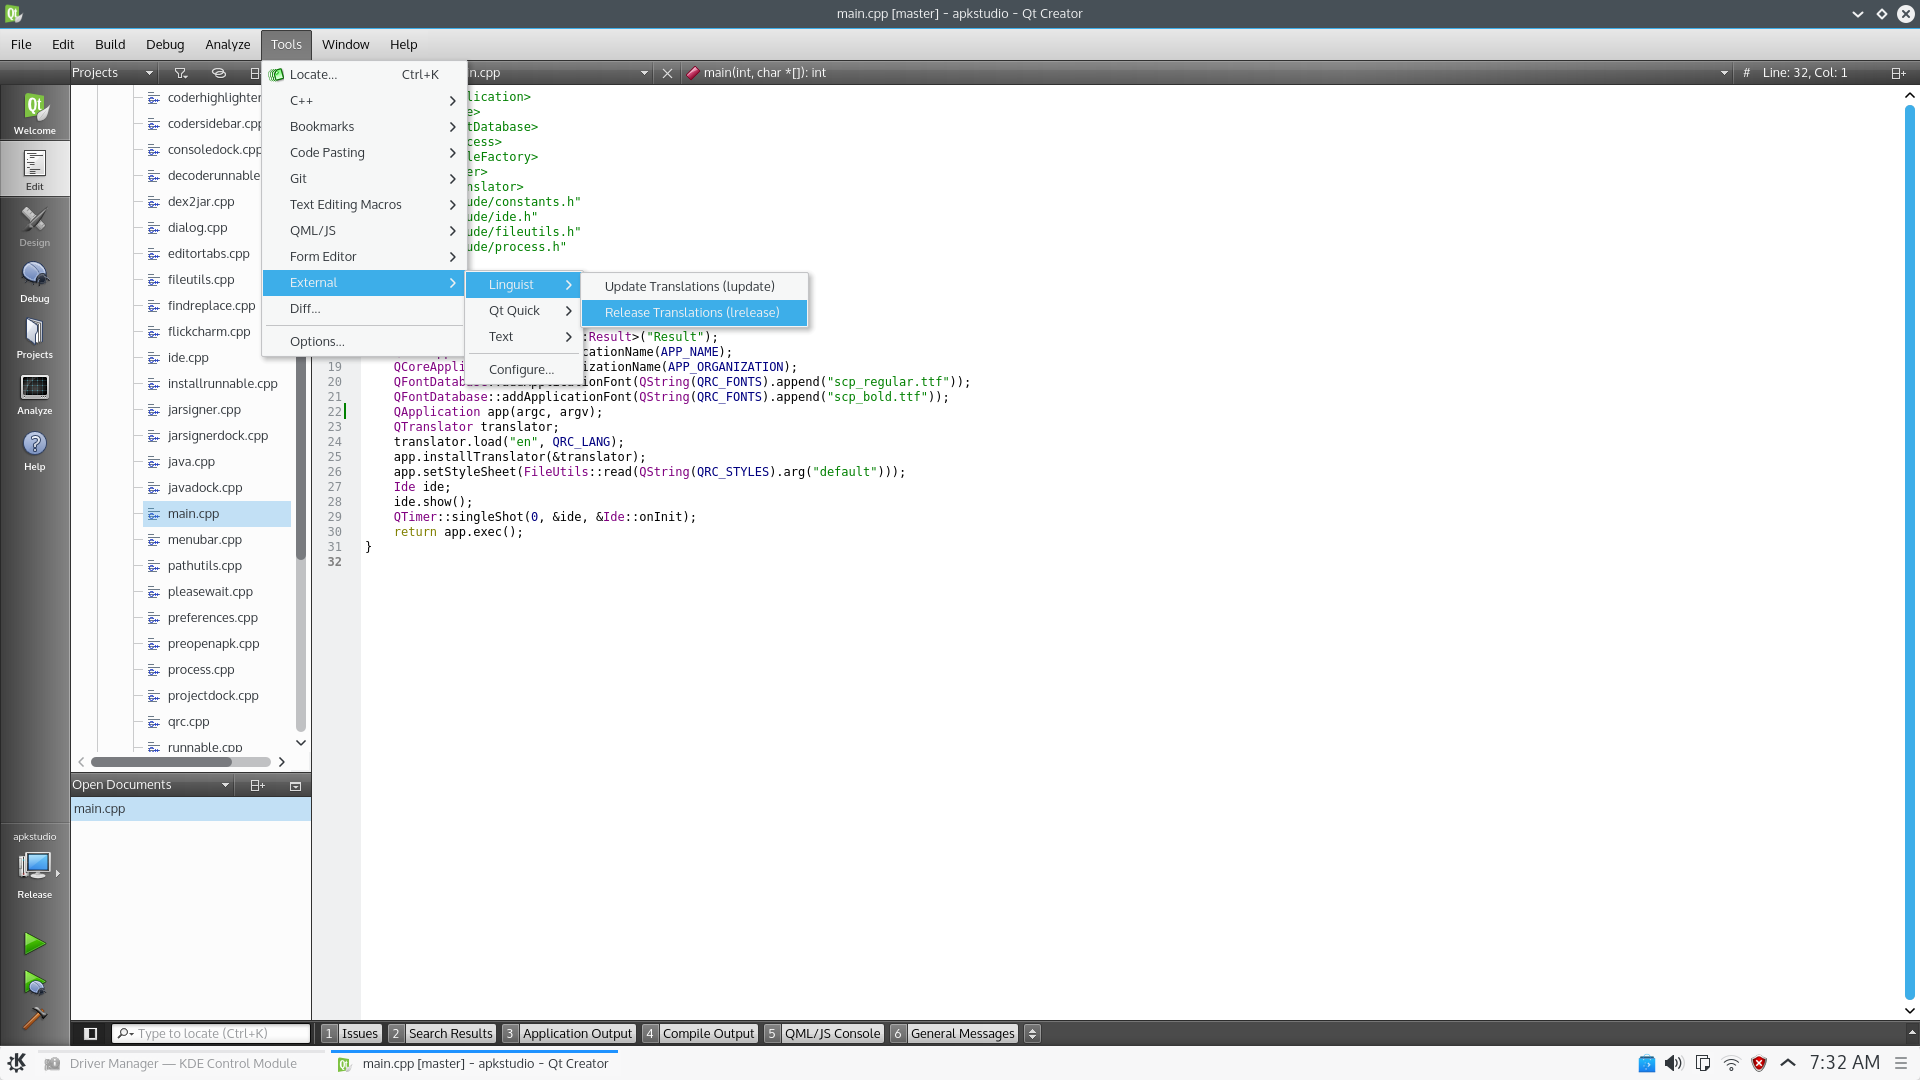 main.cpp [master] - apkstudio - Qt Creator
File Edit Build Debug Analyze Tools Window Help
Projects
n.cpp
main(int, char *[]): int
# Line: 32, Col: 1
Welcome
Edit
Design
Debug
Projects
Analyze
Help
coderhighlighter
codersidebar.cpp
consoledock.cpp
decoderunnable
dex2jar.cpp
dialog.cpp
editortabs.cpp
fileutils.cpp
findreplace.cpp
flickcharm.cpp
ide.cpp
installrunnable.cpp
jarsigner.cpp
jarsignerdock.cpp
java.cpp
javadock.cpp
main.cpp
menubar.cpp
pathutils.cpp
pleasewait.cpp
preferences.cpp
preopenapk.cpp
process.cpp
projectdock.cpp
qrc.cpp
runnable.cpp
Locate... Ctrl+K
C++
Bookmarks
Code Pasting
Git
Text Editing Macros
QML/JS
Form Editor
External
Diff...
Options...
Linguist
Qt Quick
Text
Configure...
Update Translations (lupdate)
Release Translations (lrelease)
lication>
e>
tDatabase>
cess>
leFactory>
er>
nslator>
ude/constants.h"
ude/ide.h"
ude/fileutils.h"
ude/process.h"
:Result>("Result");
cationName(APP_NAME);
19 QCoreAppli izationName(APP_ORGANIZATION);
20 QFontDatabase::addApplicationFont(QString(QRC_FONTS).append("scp_regular.ttf"));
21 QFontDatabase::addApplicationFont(QString(QRC_FONTS).append("scp_bold.ttf"));
22 QApplication app(argc, argv);
23 QTranslator translator;
24 translator.load("en", QRC_LANG);
25 app.installTranslator(&translator);
26 app.setStyleSheet(FileUtils::read(QString(QRC_STYLES).arg("default")));
27 Ide ide;
28 ide.show();
29 QTimer::singleShot(0, &ide, &Ide::onInit);
30 return app.exec();
31 }
32
Open Documents
main.cpp
apkstudio
Release
Type to locate (Ctrl+K)
1 Issues 2 Search Results 3 Application Output 4 Compile Output 5 QML/JS Console 6 General Messages
Driver Manager — KDE Control Module
main.cpp [master] - apkstudio - Qt Creator
7:32 AM